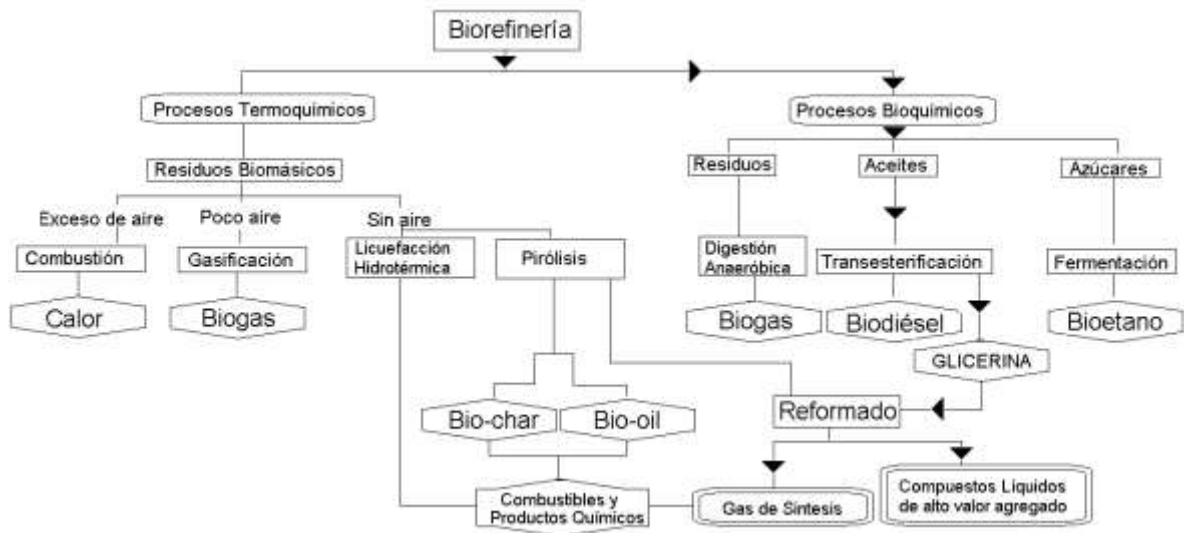 Biorefinería
Procesos Termoquímicos
Procesos Bioquímicos
Residuos Biomásicos
Residuos
Aceites
Azúcares
Exceso de aire
Poco aire
Sin aire
Combustión
Gasificación
Licuefacción
Hidrotérmica
Pirólisis
Digestión
Anaeróbica
Transesterificación
Fermentación
Calor
Biogas
Biogas
Biodiésel
Bioetano
GLICERINA
Bio-char
Bio-oil
Reformado
Combustibles y
Productos Químicos
Gas de Síntesis
Compuestos Líquidos
de alto valor agregado